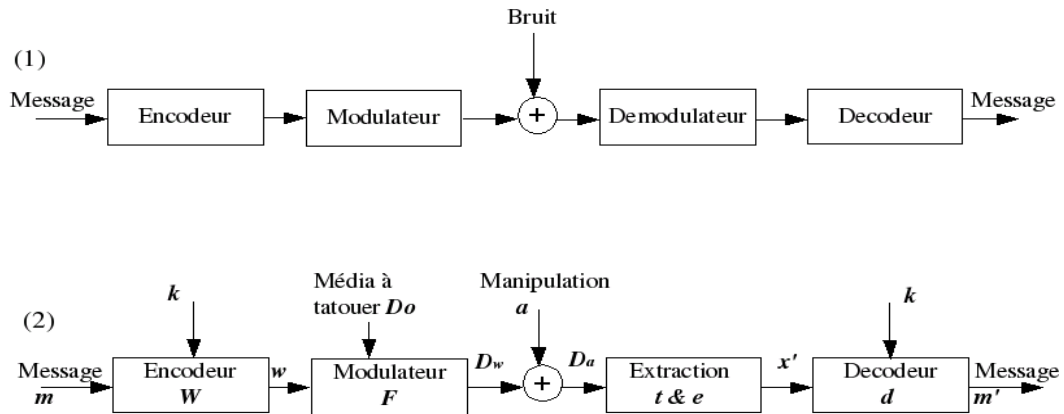 Bruit
(1)
Message
Encodeur
Modulateur
+
Demodulateur
Decodeur
Message
k
Média à
tatouer Do
Manipulation
a
k
(2)
Message
m
Encodeur
W
w
Modulateur
F
Dw
+
Da
Extraction
t & e
x'
Decodeur
d
Message
m'